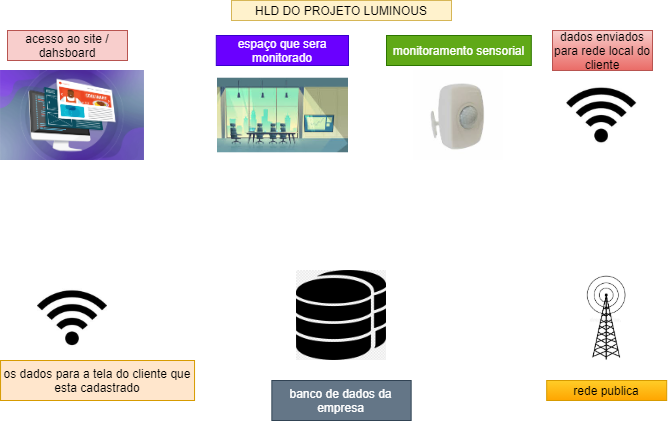 HLD DO PROJETO LUMINOUS
acesso ao site /
dahsboard
espaço que sera
monitorado
monitoramento sensorial
dados enviados
para rede local do
cliente
os dados para a tela do cliente que
esta cadastrado
banco de dados da
empresa
rede publica